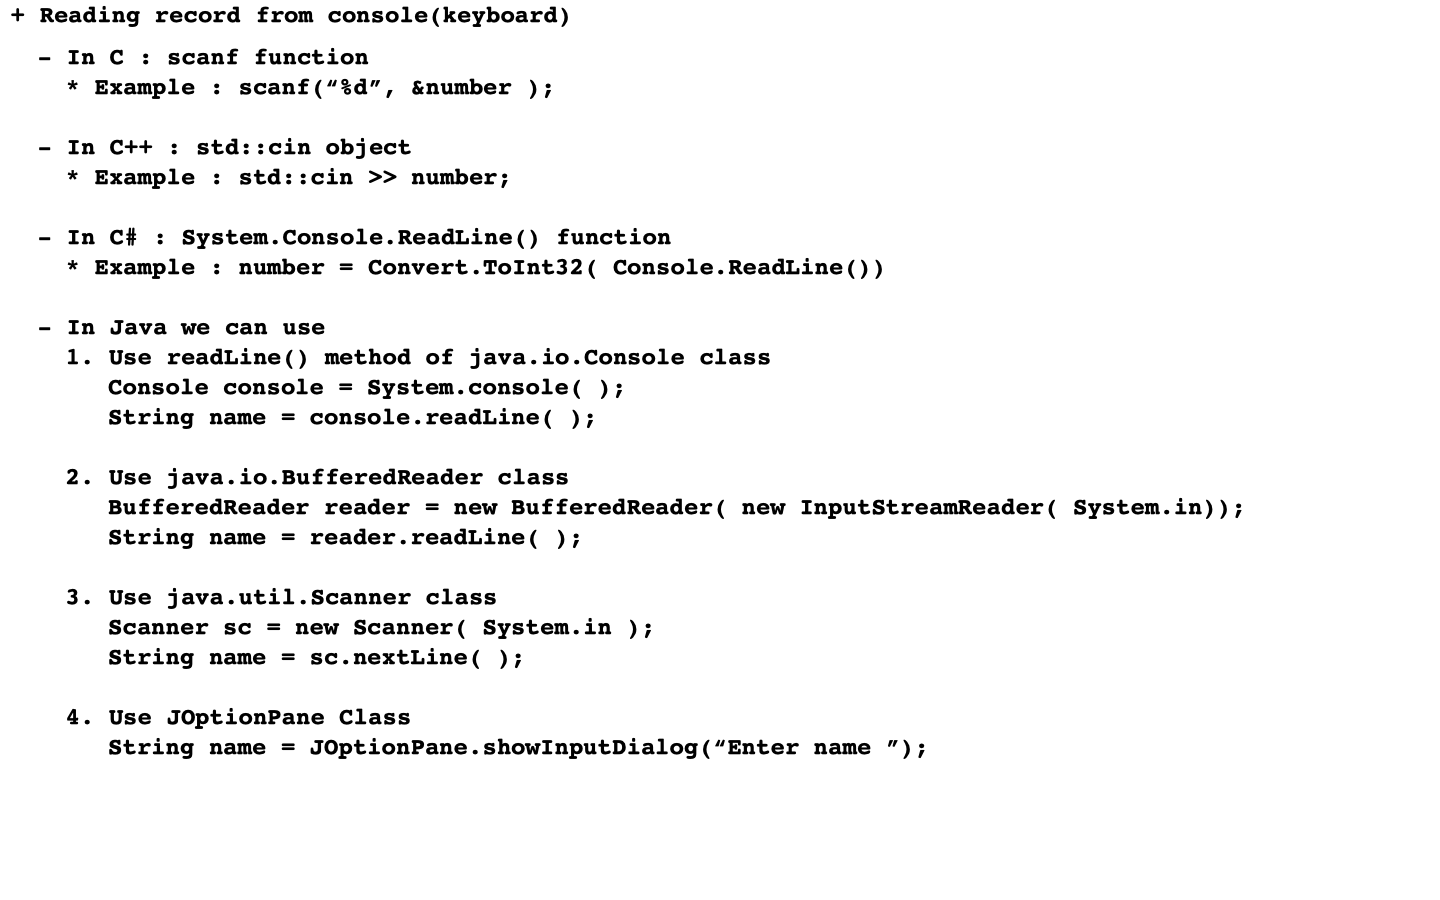 + Reading record from console(keyboard)
– In C : scanf function
* Example : scanf(“%d”, &number );
– In C++ : std::cin object
* Example : std::cin >> number;
– In C# : System.Console.ReadLine() function
* Example : number = Convert.ToInt32( Console.ReadLine())
– In Java we can use
1. Use readLine() method of java.io.Console class
Console console = System.console( );
String name = console.readLine( );
2. Use java.io.BufferedReader class
BufferedReader reader = new BufferedReader( new InputStreamReader( System.in));
String name = reader.readLine( );
3. Use java.util.Scanner class
Scanner sc = new Scanner( System.in );
String name = sc.nextLine( );
4. Use JOptionPane Class
String name = JOptionPane.showInputDialog(“Enter name ”);